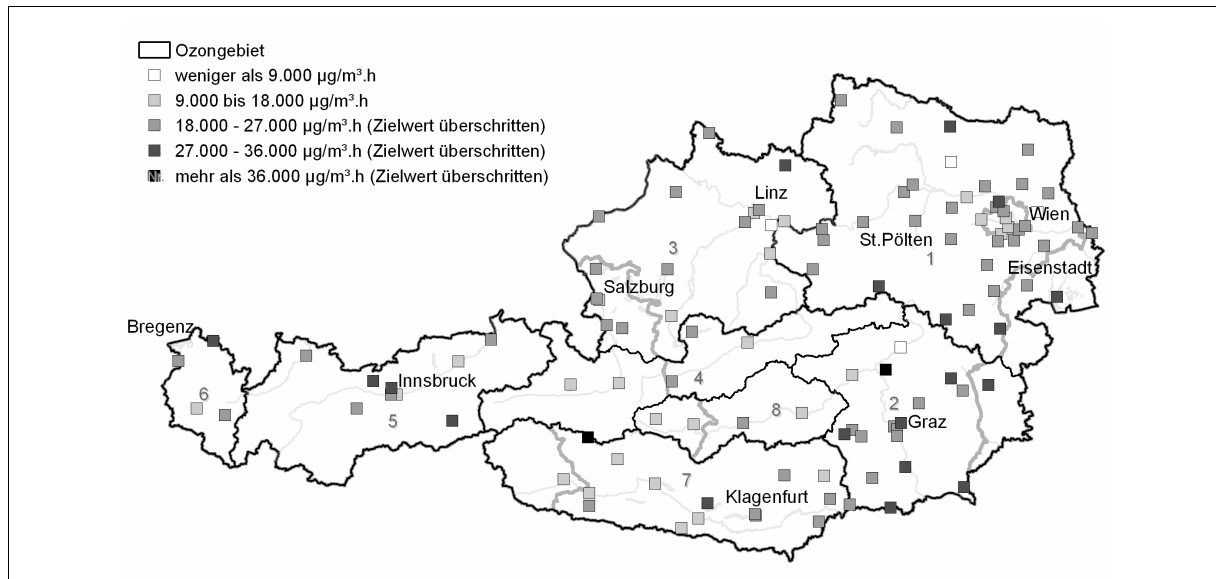 Ozongebiet
weniger als 9.000 µg/m³.h
9.000 bis 18.000 µg/m³.h
18.000 - 27.000 µg/m³.h (Zielwert überschritten)
27.000 - 36.000 µg/m³.h (Zielwert überschritten)
mehr als 36.000 µg/m³.h (Zielwert überschritten)
Linz
Wien
3
St.Pölten
1
Eisenstadt
Salzburg
Bregenz
Innsbruck
6
5
4
8
2
Graz
7
Klagenfurt